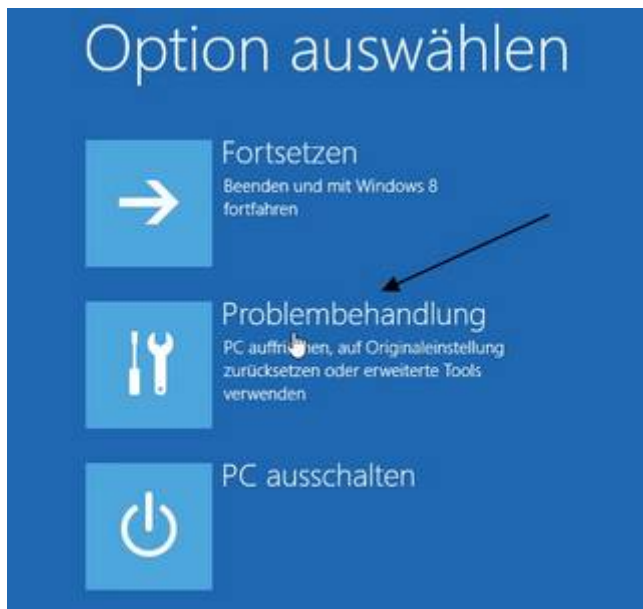 Option auswählen
Fortsetzen
Beenden und mit Windows 8
fortfahren
Problembehandlung
PC auffrischen, auf Originaleinstellung
zurücksetzen oder erweiterte Tools
verwenden
PC ausschalten